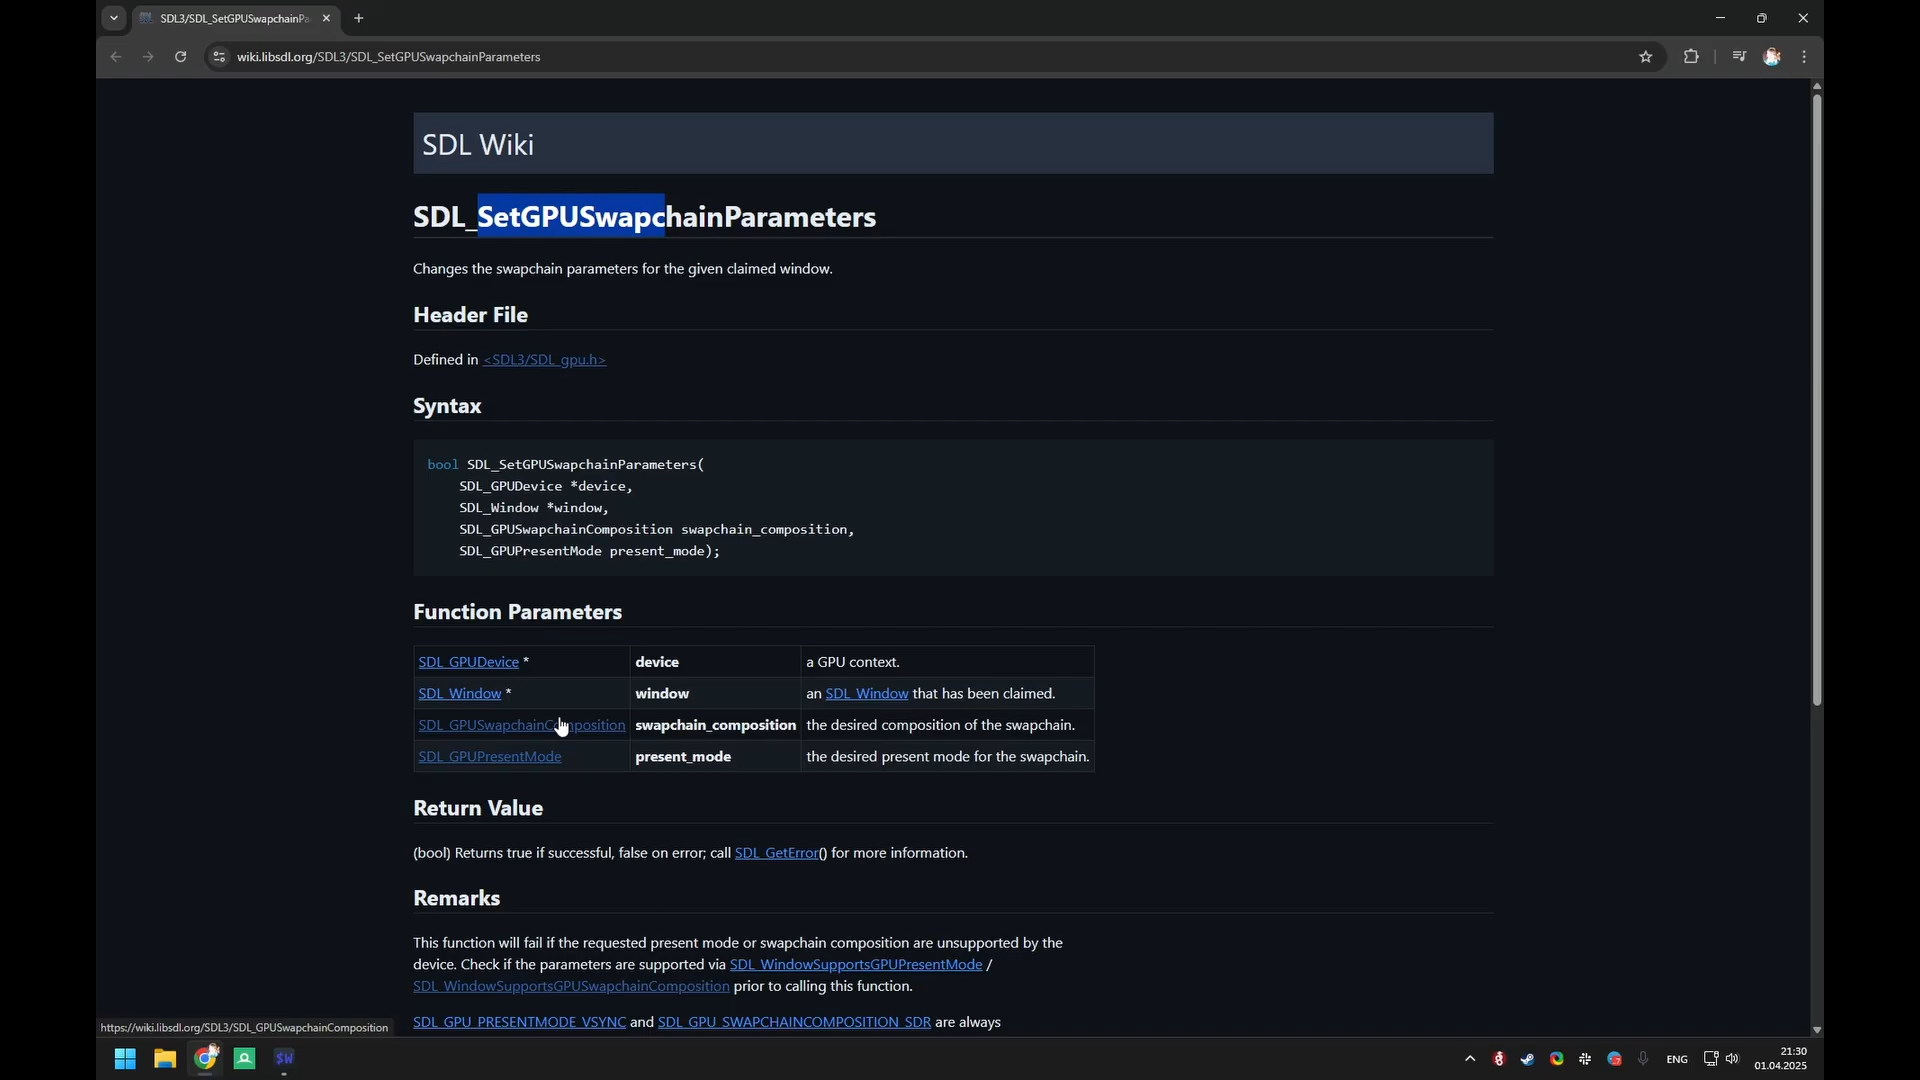 SDL3/SDL_SetGPUSwapchainPa
wiki.libsdl.org/SDL3/SDL_SetGPUSwapchainParameters
SDL Wiki
SDL_SetGPUSwapchainParameters
Changes the swapchain parameters for the given claimed window.
Header File
Defined in <SDL3/SDL_gpu.h>
Syntax
bool SDL_SetGPUSwapchainParameters(
SDL_GPUDevice *device,
SDL_Window *window,
SDL_GPUSwapchainComposition swapchain_composition,
SDL_GPUPresentMode present_mode);
Function Parameters
SDL_GPUDevice * device a GPU context.
SDL_Window * window an SDL_Window that has been claimed.
SDL_GPUSwapchainComposition swapchain_composition the desired composition of the swapchain.
SDL_GPUPresentMode present_mode the desired present mode for the swapchain.
Return Value
(bool) Returns true if successful, false on error; call SDL_GetError() for more information.
Remarks
This function will fail if the requested present mode or swapchain composition are unsupported by the
device. Check if the parameters are supported via SDL_WindowSupportsGPUPresentMode /
SDL_WindowSupportsGPUSwapchainComposition prior to calling this function.
SDL_GPU_PRESENTMODE_VSYNC and SDL_GPU_SWAPCHAINCOMPOSITION_SDR are always
https://wiki.libsdl.org/SDL3/SDL_GPUSwapchainComposition
$W
ENG
21:30
01.04.2025